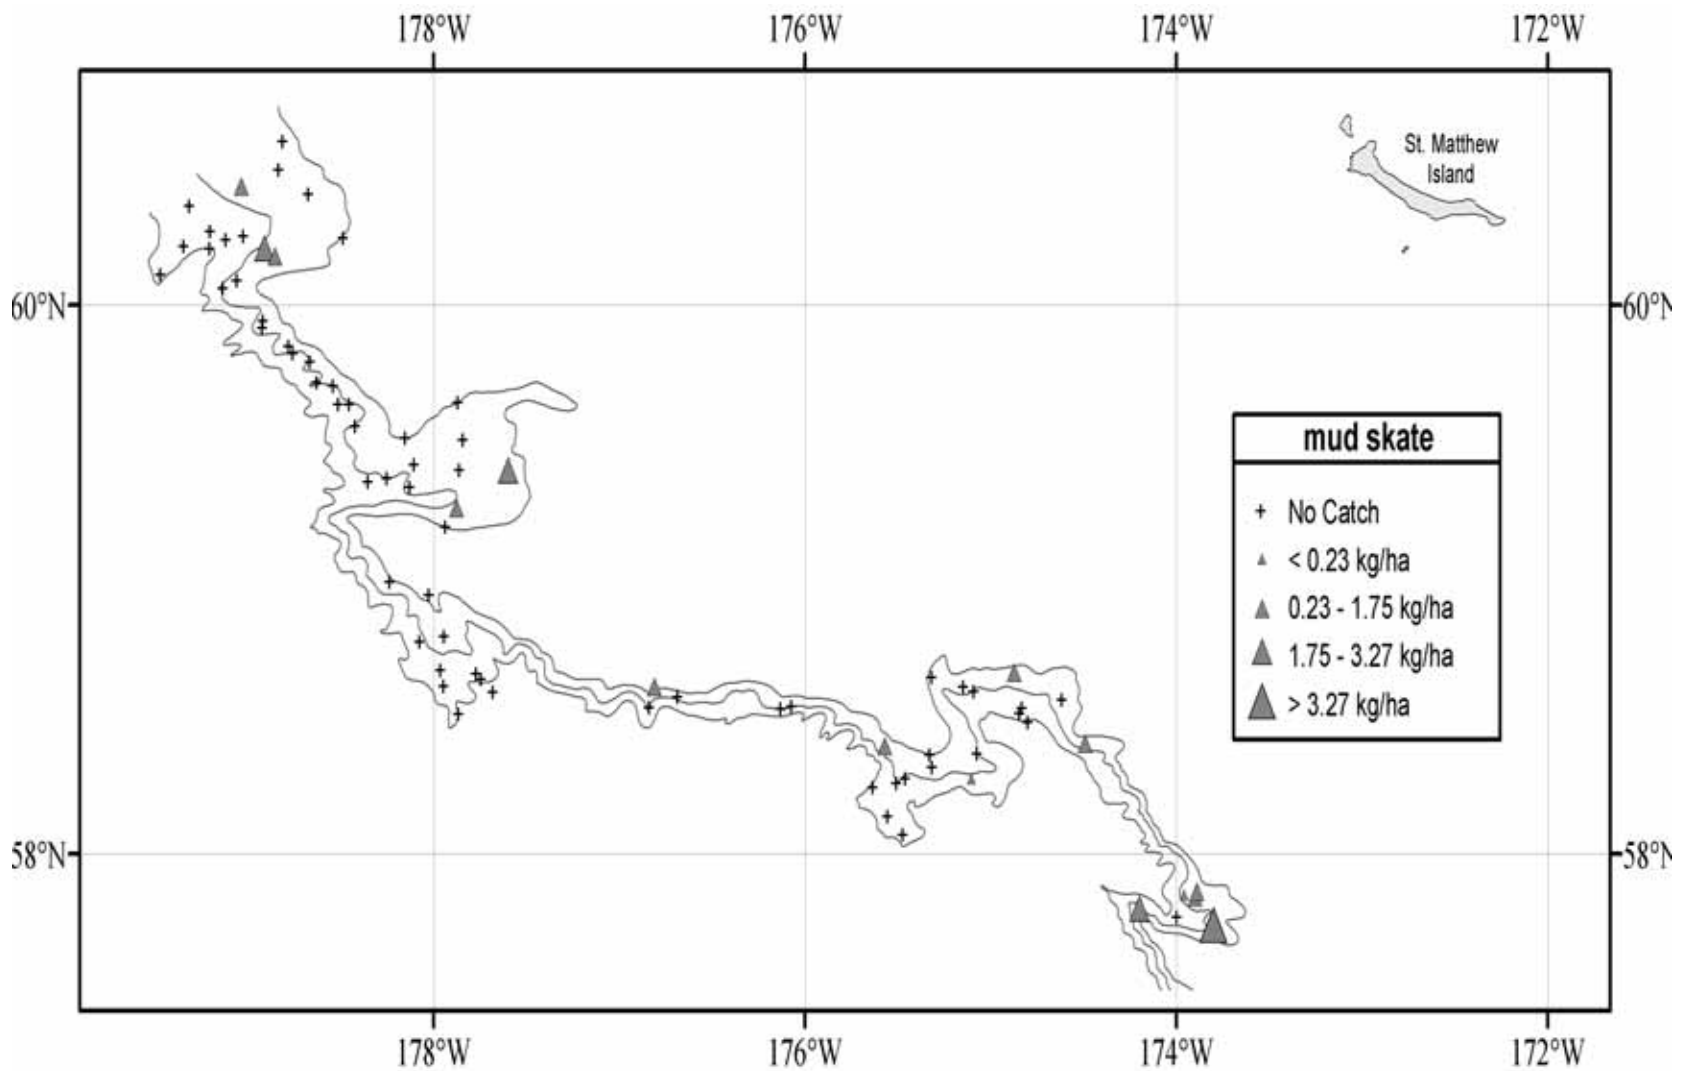 178°W 176°W 174°W 172°W
St. Matthew
Island
60°N 60°N
mud skate
No Catch
< 0.23 kg/ha
0.23 - 1.75 kg/ha
1.75 - 3.27 kg/ha
> 3.27 kg/ha
58°N 58°N
178°W 176°W 174°W 172°W